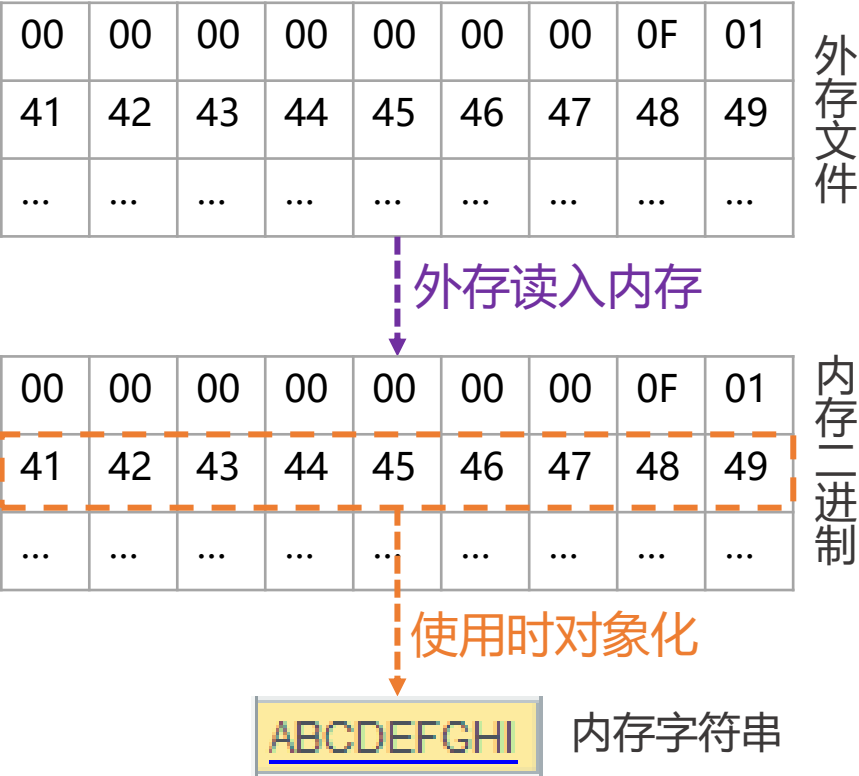 00 00 00 00 00 00 00 0F 01
41 42 43 44 45 46 47 48 49
... ... ... ... ... ... ... ... ...
外存文件
外存读入内存
00 00 00 00 00 00 00 0F 01
41 42 43 44 45 46 47 48 49
... ... ... ... ... ... ... ... ...
内存二进制
使用时对象化
ABCDEFGHI 内存字符串